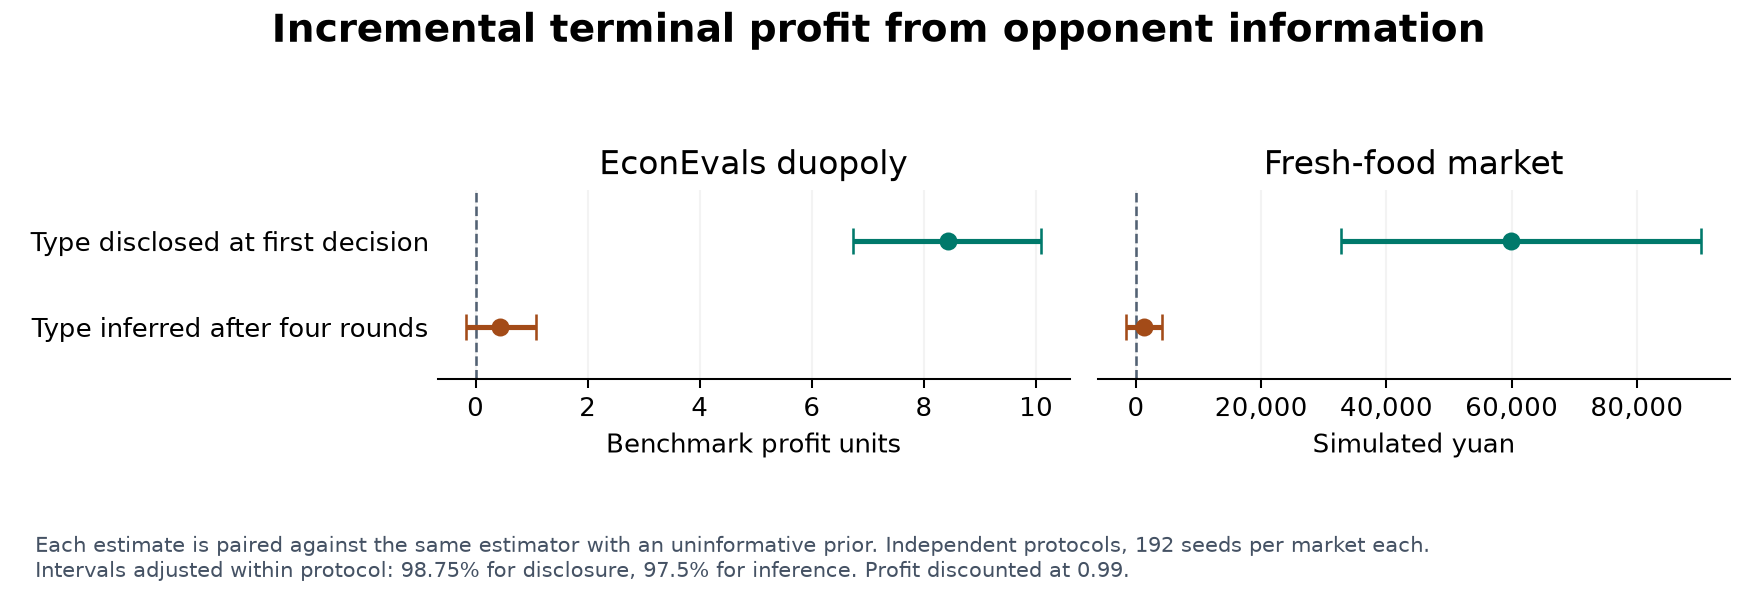 Incremental terminal profit from opponent information
EconEvals duopoly
Fresh-food market
Type disclosed at first decision
Type inferred after four rounds
0 2 4 6 8 10
0 20,000 40,000 60,000 80,000
Benchmark profit units
Simulated yuan
Each estimate is paired against the same estimator with an uninformative prior. Independent protocols, 192 seeds per market each.
Intervals adjusted within protocol: 98.75% for disclosure, 97.5% for inference. Profit discounted at 0.99.